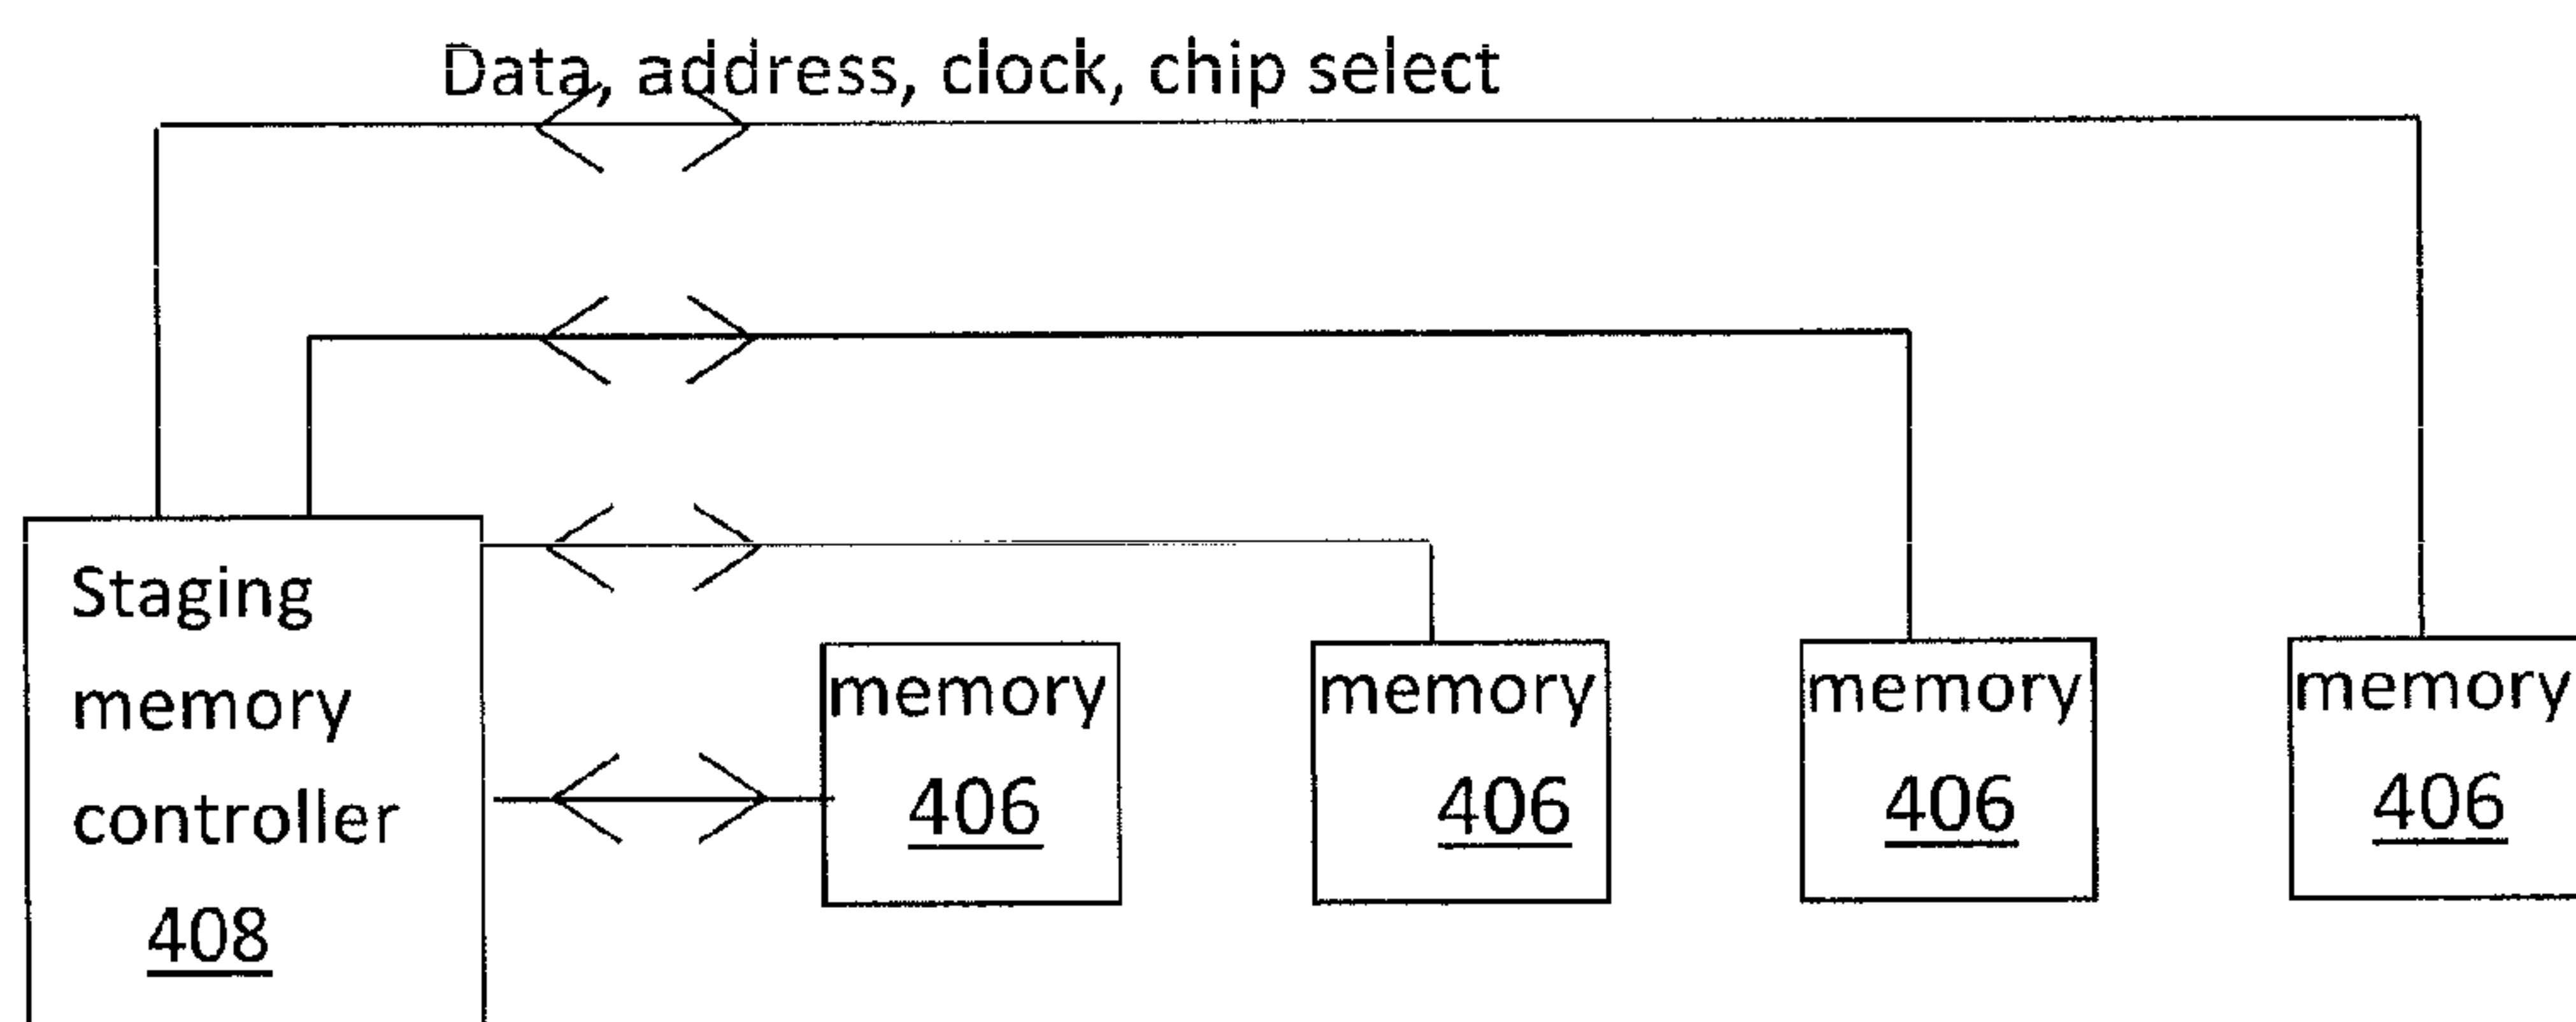 Data, address, clock, chip select
Staging
memory
controller
408
memory
406
memory
406
memory
406
memory
406